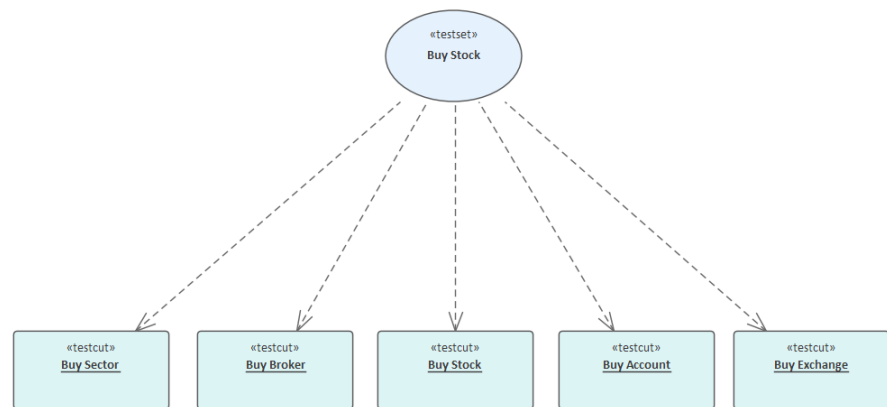 «testset»
Buy Stock
«testcut»
Buy Sector
«testcut»
Buy Broker
«testcut»
Buy Stock
«testcut»
Buy Account
«testcut»
Buy Exchange